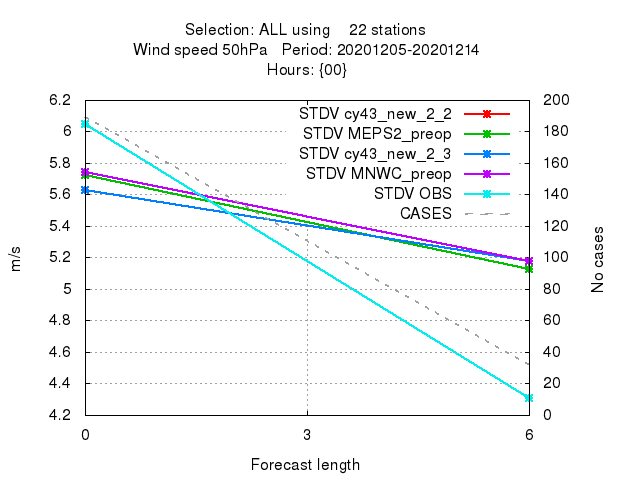 Selection: ALL using    22 stations
Wind speed 50hPa   Period: 20201205-20201214
Hours: {00}
6.2
6
5.8
5.6
5.4
5.2
5
4.8
4.6
4.4
4.2
m/s
STDV cy43_new_2_2
STDV MEPS2_preop
STDV cy43_new_2_3
STDV MNWC_preop
STDV OBS
CASES
200
180
160
140
120
100
80
60
40
20
0
No cases
0 3 6
Forecast length